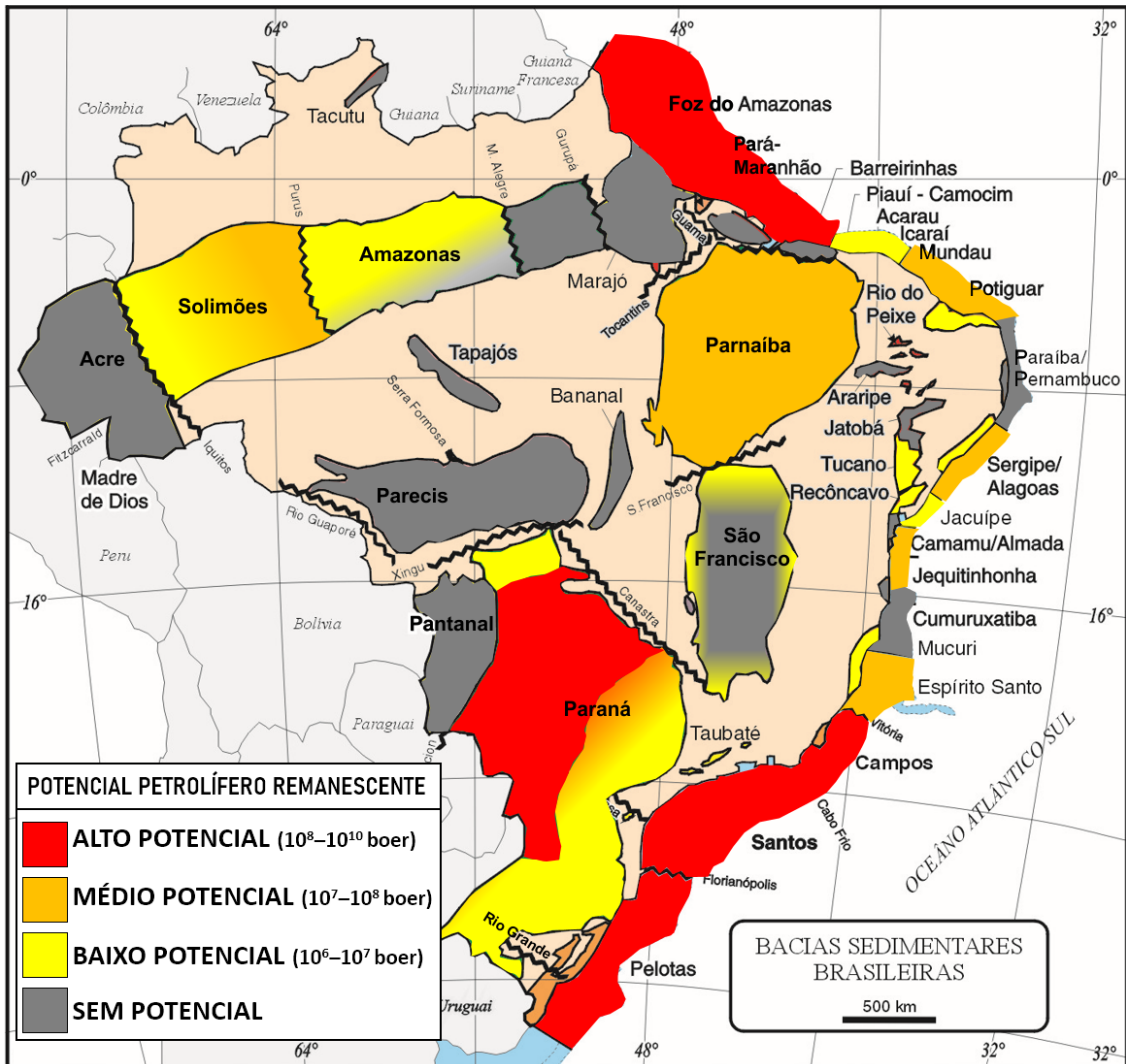 64°
48°
32°
Colômbia
Venezuela
Guiana
Suriname
Guiana
Francesa
Tacutu
Foz do Amazonas
Pará-
Maranhão
Barreirinhas
0°
0°
Piauí - Camocim
Acarau
Icaraí
Mundau
Potiguar
Purus
M. Alegre
Gurupá
Guama
Amazonas
Solimões
Marajó
Tocantins
Rio do
Peixe
Acre
Tapajós
Parnaíba
Paraíba/
Pernambuco
Serra Formosa
Bananal
Araripe
Jatobá
Fitzcarrald
Iquitos
Madre
de Dios
Tucano
Sergipe/
Alagoas
Recôncavo
Parecis
S.Francisco
Rio Guaporé
Jacuípe
Peru
São
Francisco
Camamu/Almada
Xingu
Jequitinhonha
16°
16°
Canastra
Bolívia
Pantanal
Cumuruxatiba
Mucuri
Espírito Santo
Paraguai
Paraná
Taubaté
Vitória
Campos
Cabo Frio
Santos
OCEÂNO ATLÂNTICO SUL
Florianópolis
Rio Grande
Pelotas
Uruguai
POTENCIAL PETROLÍFERO REMANESCENTE
ALTO POTENCIAL (10⁸–10¹⁰ boer)
MÉDIO POTENCIAL (10⁷–10⁸ boer)
BAIXO POTENCIAL (10⁶–10⁷ boer)
SEM POTENCIAL
BACIAS SEDIMENTARES
BRASILEIRAS
500 km
64°
48°
32°